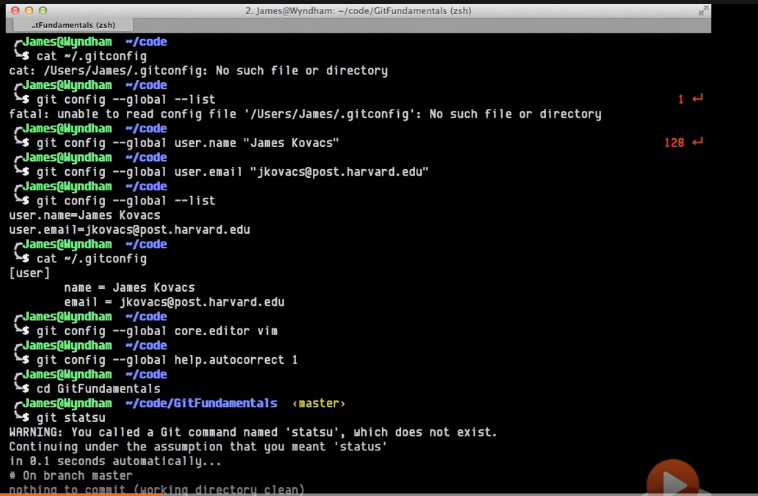 2. James@Wyndham: ~/code/GitFundamentals (zsh)
..tFundamentals (zsh)
James@Wyndham ~/code
$ cat ~/.gitconfig
cat: /Users/James/.gitconfig: No such file or directory
James@Wyndham ~/code
$ git config --global --list 1 ↵
fatal: unable to read config file '/Users/James/.gitconfig': No such file or directory
James@Wyndham ~/code
$ git config --global user.name "James Kovacs" 128 ↵
James@Wyndham ~/code
$ git config --global user.email "jkovacs@post.harvard.edu"
James@Wyndham ~/code
$ git config --global --list
user.name=James Kovacs
user.email=jkovacs@post.harvard.edu
James@Wyndham ~/code
$ cat ~/.gitconfig
[user]
name = James Kovacs
email = jkovacs@post.harvard.edu
James@Wyndham ~/code
$ git config --global core.editor vim
James@Wyndham ~/code
$ git config --global help.autocorrect 1
James@Wyndham ~/code
$ cd GitFundamentals
James@Wyndham ~/code/GitFundamentals ‹master›
$ git statsu
WARNING: You called a Git command named 'statsu', which does not exist.
Continuing under the assumption that you meant 'status'
in 0.1 seconds automatically...
# On branch master
nothing to commit (working directory clean)